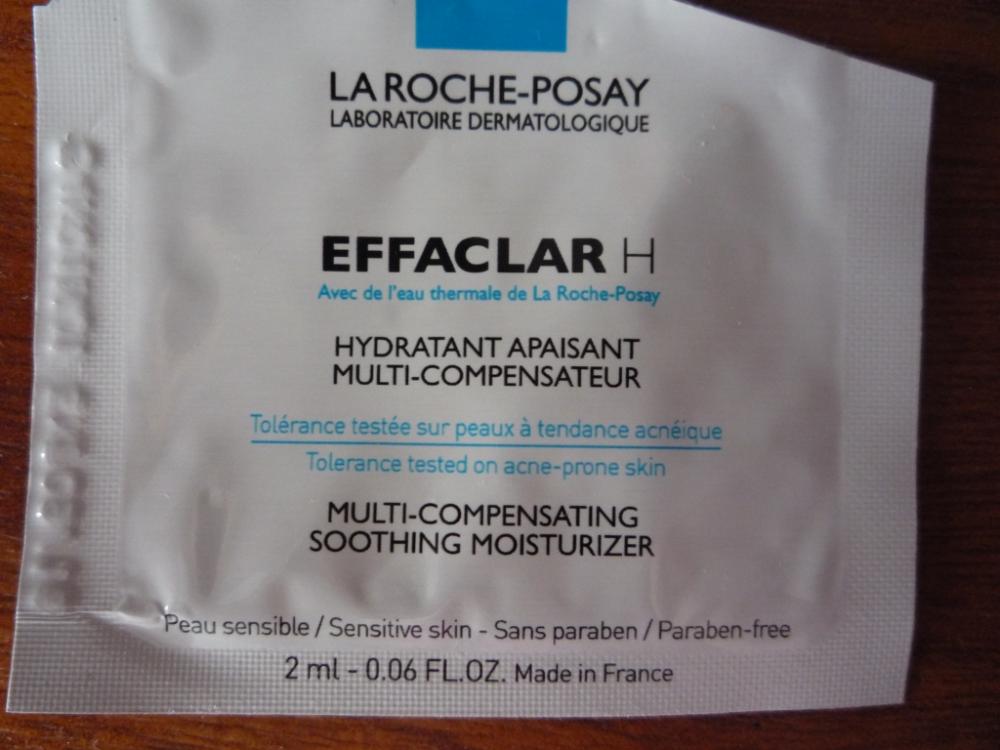 LA ROCHE-POSAY
LABORATOIRE DERMATOLOGIQUE
EFFACLAR H
Avec de l'eau thermale de La Roche-Posay
HYDRATANT APAISANT
MULTI-COMPENSATEUR
Tolérance testée sur peaux à tendance acnéique
Tolerance tested on acne-prone skin
MULTI-COMPENSATING
SOOTHING MOISTURIZER
Peau sensible / Sensitive skin - Sans paraben / Paraben-free
2 ml - 0.06 FL.OZ. Made in France